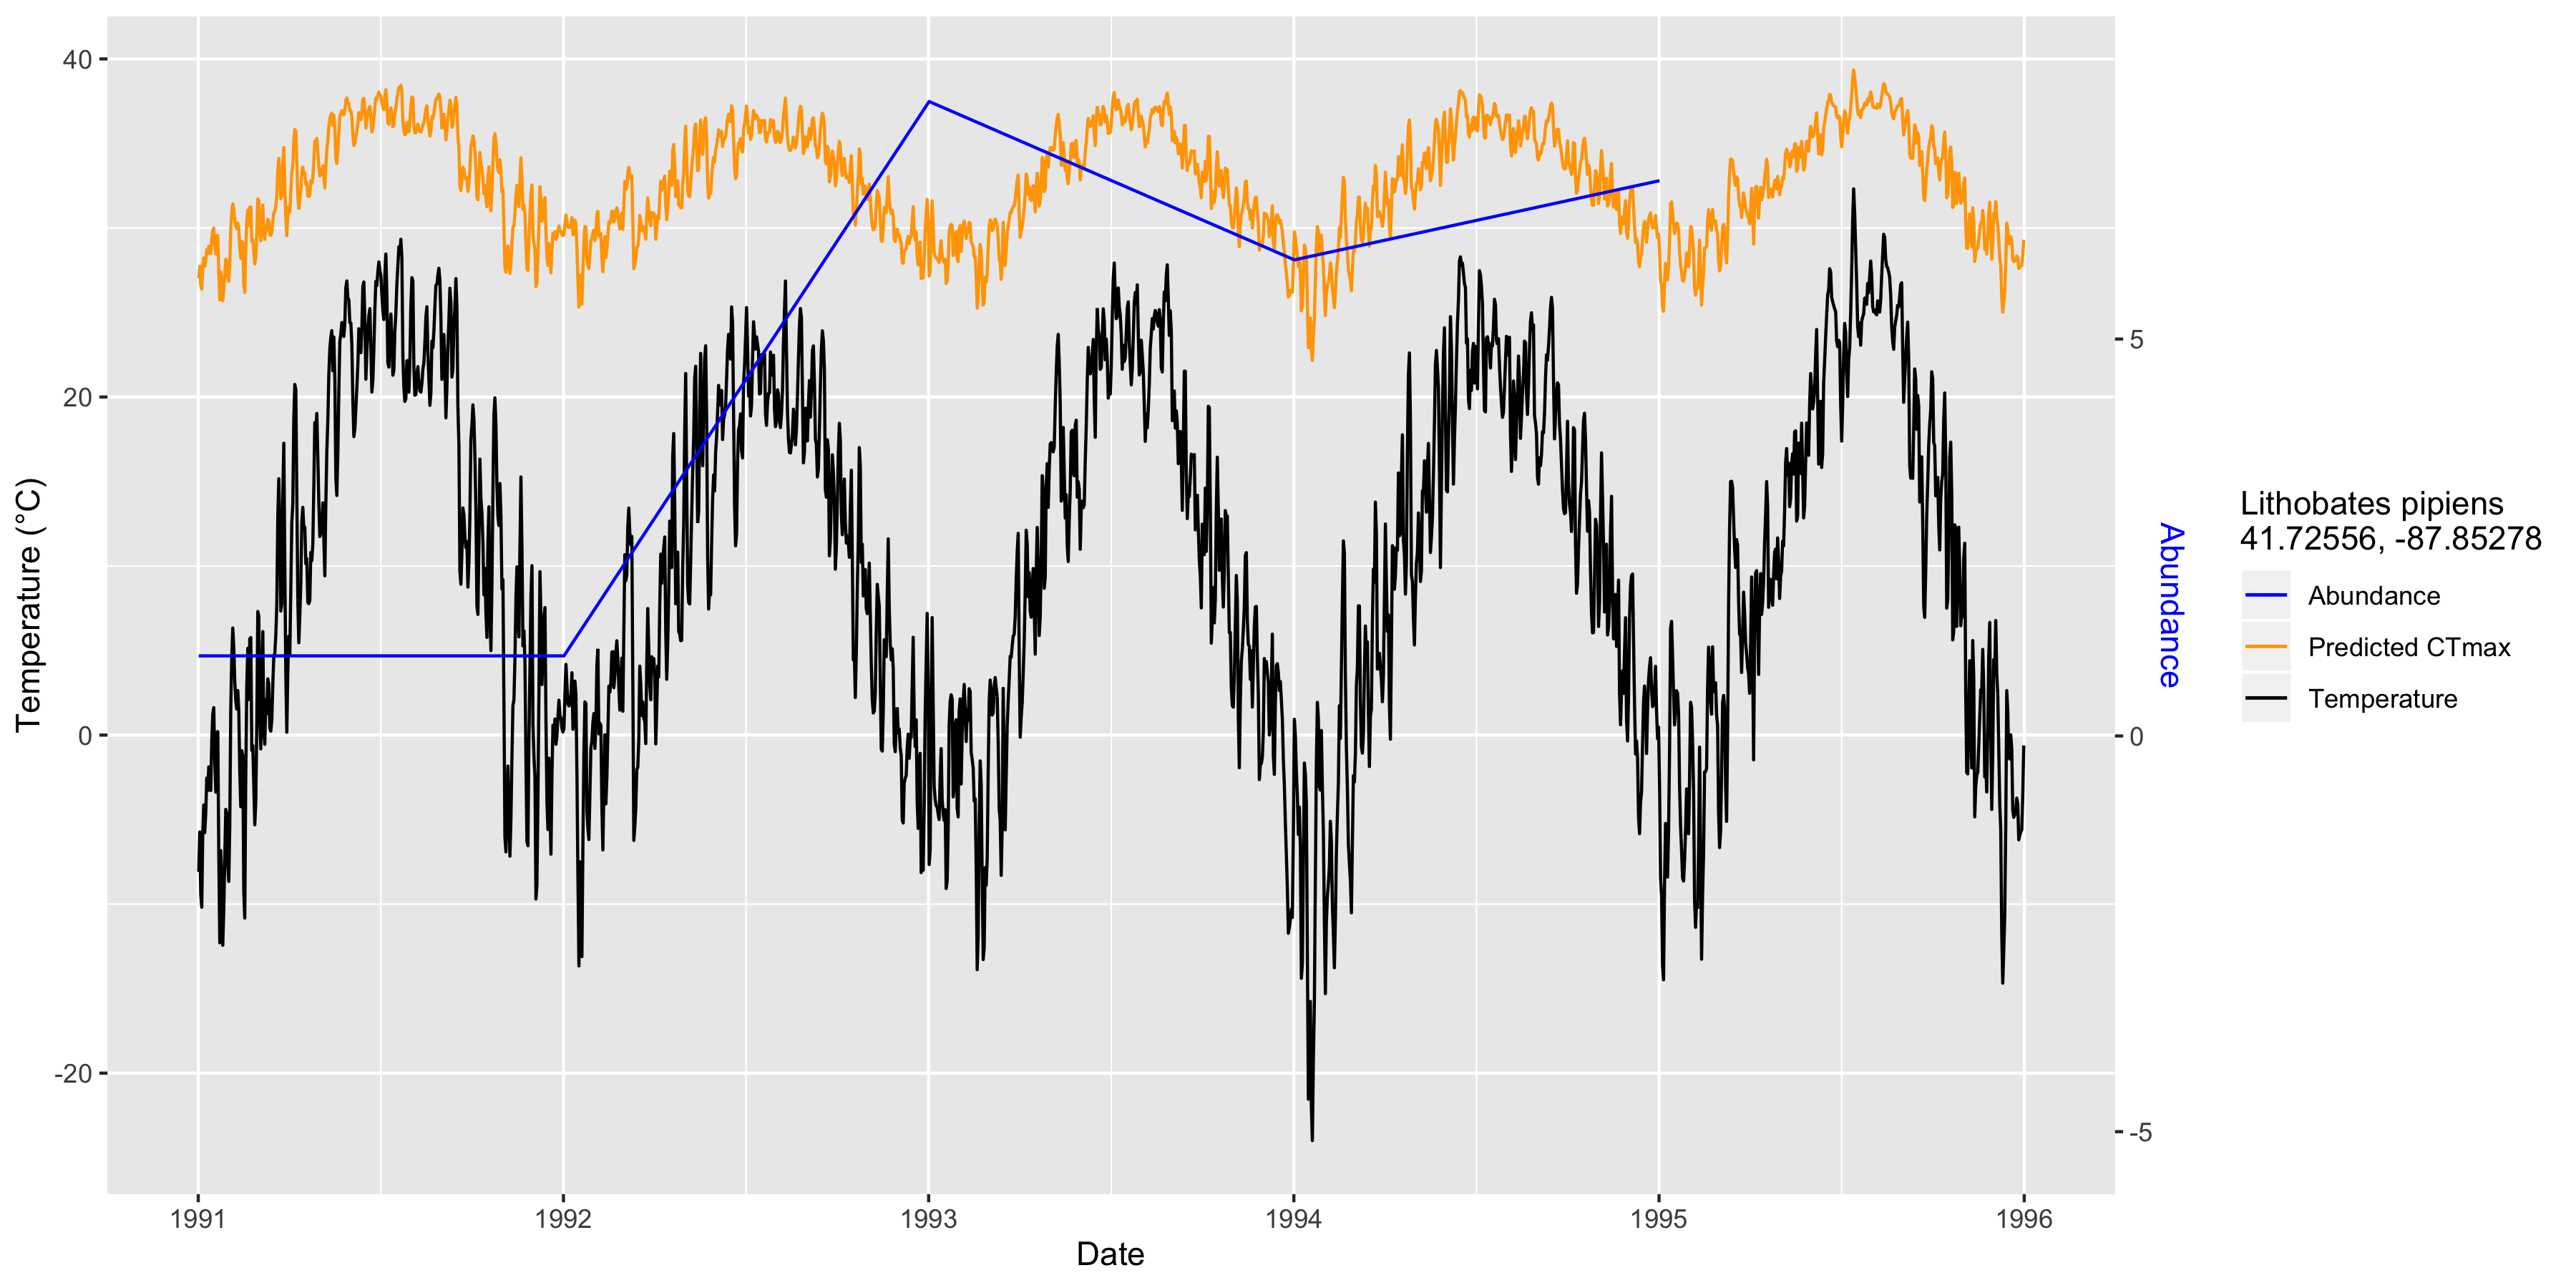 40
20
0
-20
Temperature (°C)
1991
1992
1993
1994
1995
1996
Date
5
0
-5
Abundance
Lithobates pipiens
41.72556, -87.85278
Abundance
Predicted CTmax
Temperature